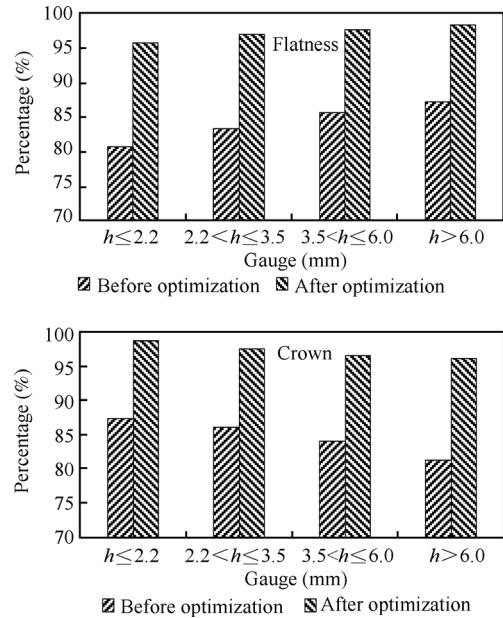 100
95
90
85
80
75
70
Percentage (%)
Flatness
h≤2.2 2.2<h≤3.5 3.5<h≤6.0 h>6.0
Gauge (mm)
Before optimization After optimization
100
95
90
85
80
75
70
Percentage (%)
Crown
h≤2.2 2.2<h≤3.5 3.5<h≤6.0 h>6.0
Gauge (mm)
Before optimization After optimization